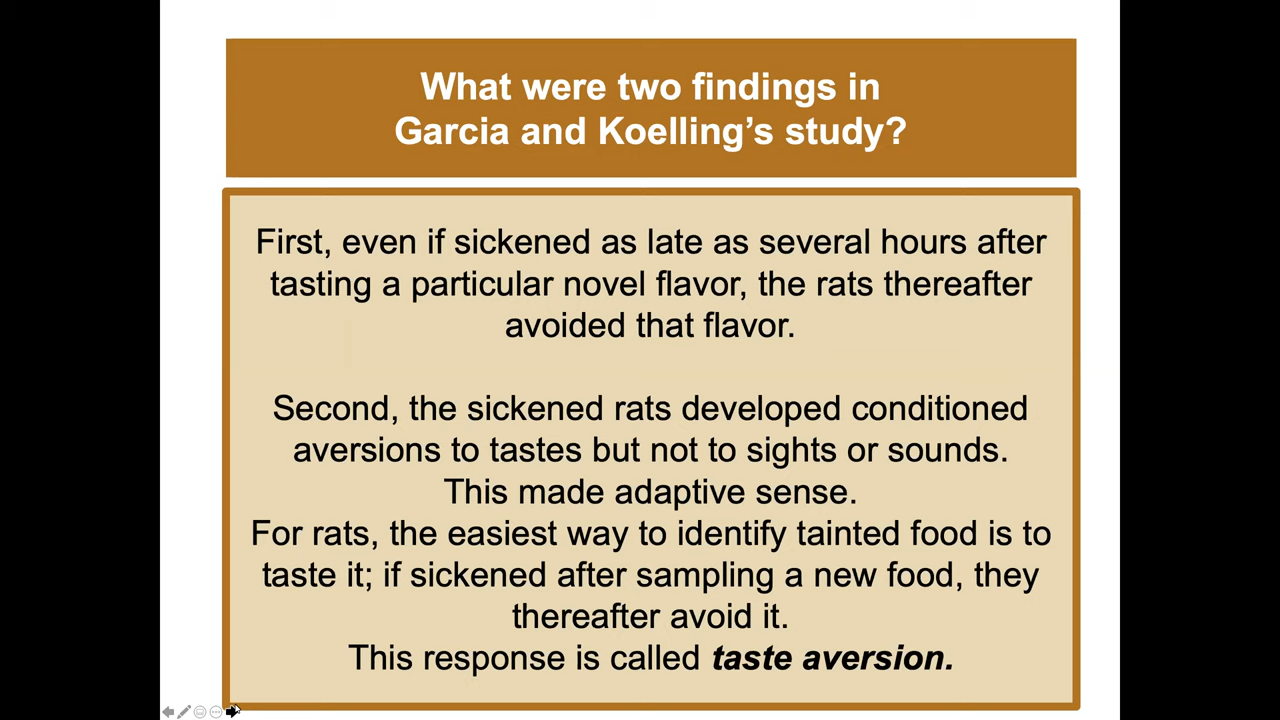 What were two findings in
Garcia and Koelling’s study?
First, even if sickened as late as several hours after
tasting a particular novel flavor, the rats thereafter
avoided that flavor.
Second, the sickened rats developed conditioned
aversions to tastes but not to sights or sounds.
This made adaptive sense.
For rats, the easiest way to identify tainted food is to
taste it; if sickened after sampling a new food, they
thereafter avoid it.
This response is called taste aversion.